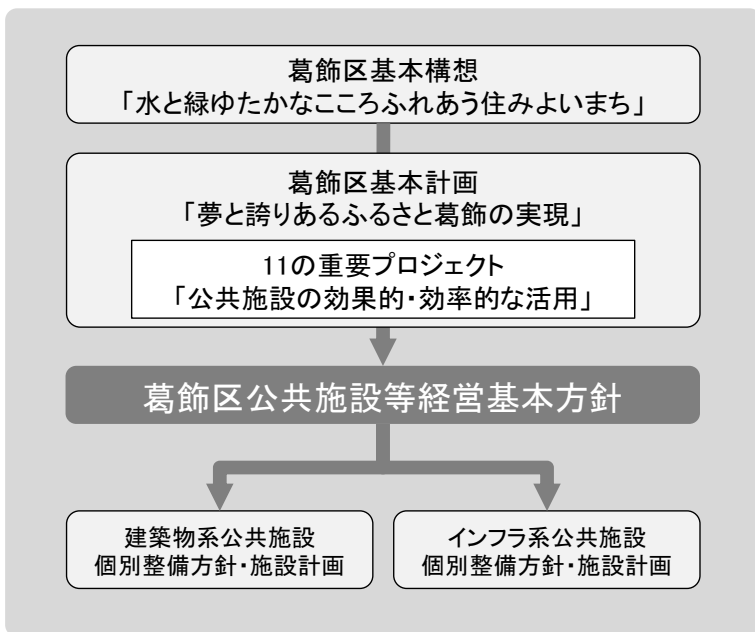 葛飾区基本構想
「水と緑ゆたかなこころふれあう住みよいまち」
葛飾区基本計画
「夢と誇りあるふるさと葛飾の実現」
11の重要プロジェクト
「公共施設の効果的・効率的な活用」
葛飾区公共施設等経営基本方針
建築物系公共施設
個別整備方針・施設計画
インフラ系公共施設
個別整備方針・施設計画